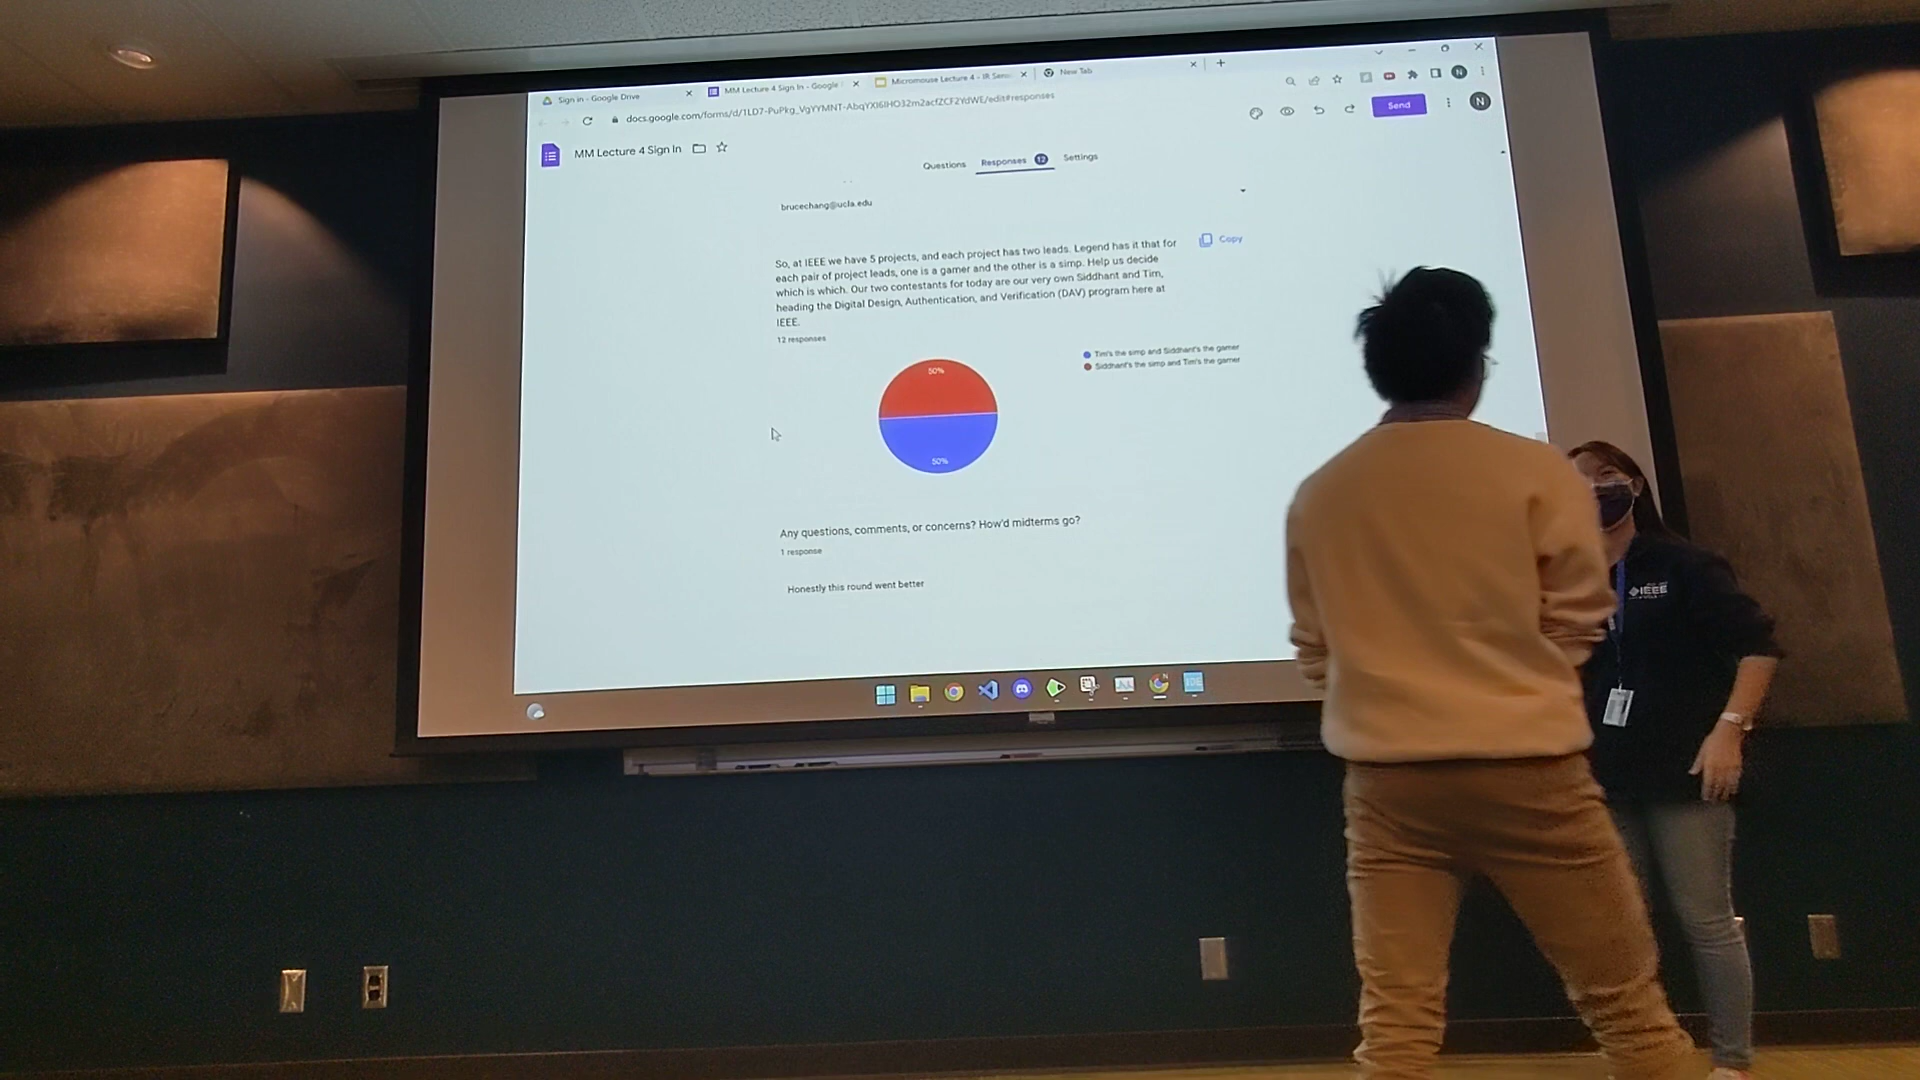 Sign in - Google Drive
MM Lecture 4 Sign In - Google
Micromouse Lecture 4 - IR Sens
New Tab
N
MM Lecture 4 Sign In
Send
N
Questions
Responses 12
Settings
brucechang@ucla.edu
So, at IEEE we have 5 projects, and each project has two leads. Legend has it that for
each pair of project leads, one is a gamer and the other is a simp. Help us decide
which is which. Our two contestants for today are our very own Siddhant and Tim,
heading the Digital Design, Authentication, and Verification (DAV) program here at
IEEE.
Copy
12 responses
Tim's the simp and Siddhant's the gamer
Siddhant's the simp and Tim's the gamer
50%
50%
Any questions, comments, or concerns? How'd midterms go?
1 response
Honestly this round went better
IEEE